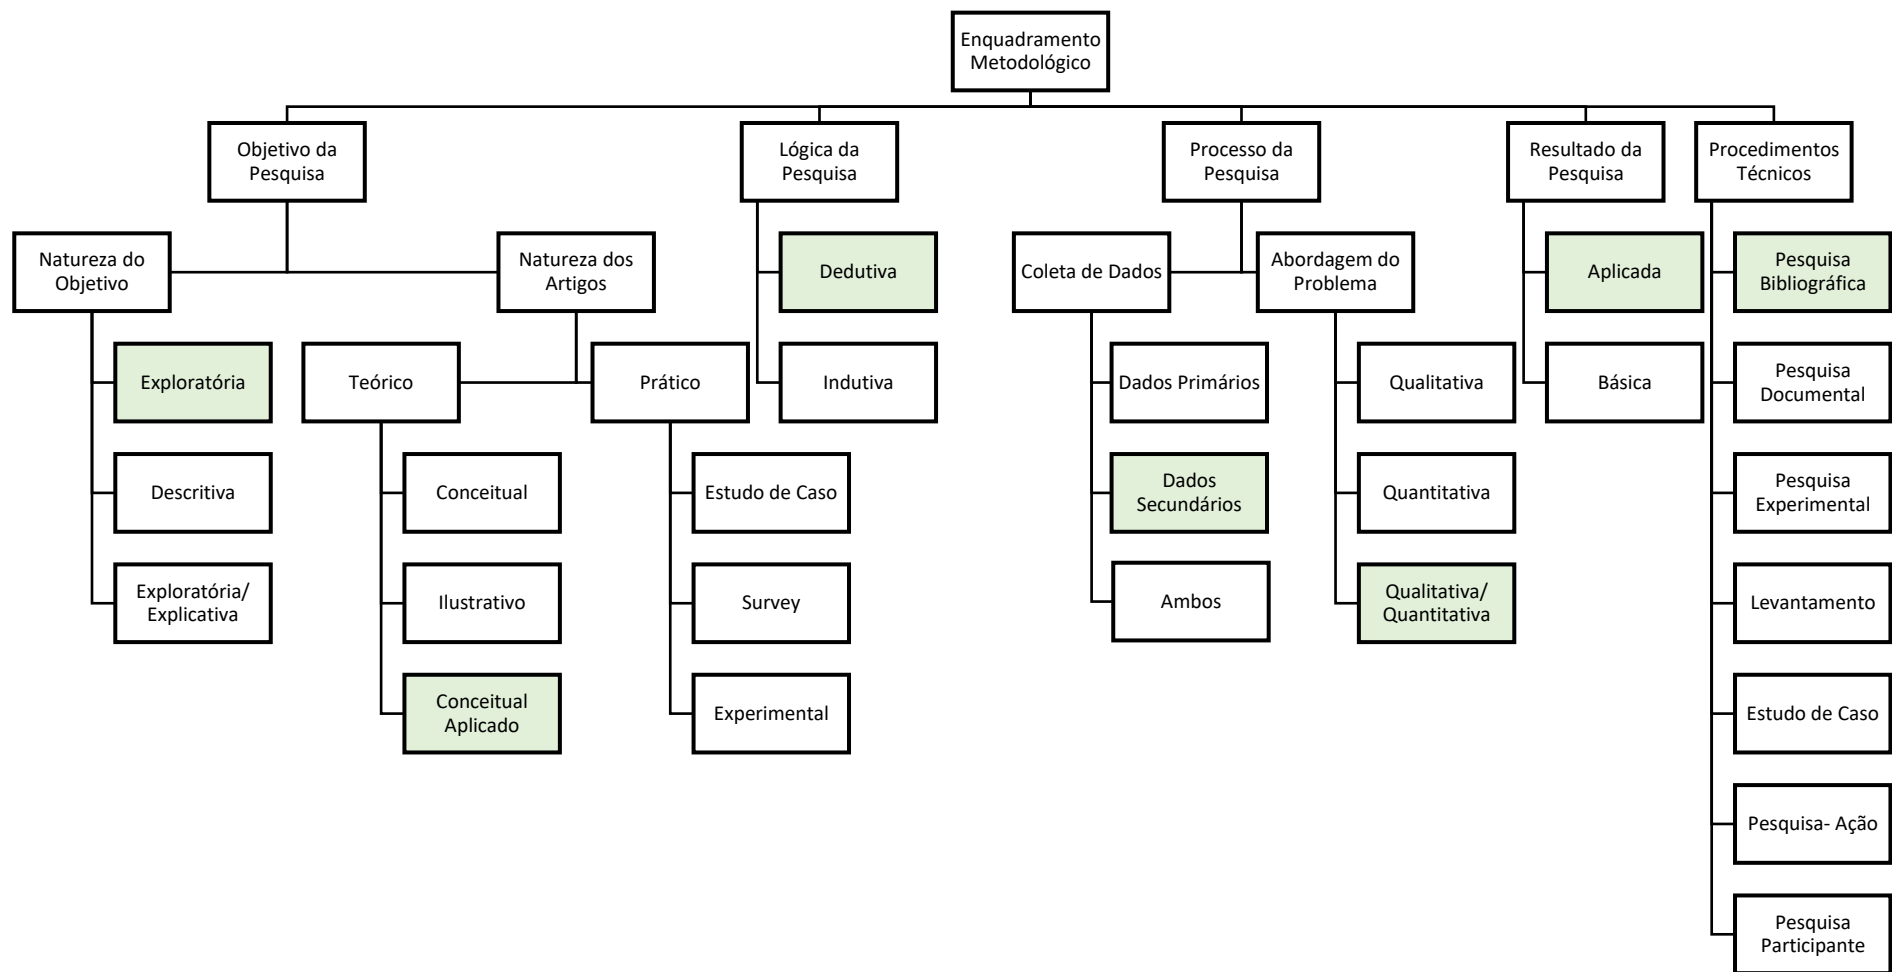 Enquadramento
Metodológico
Objetivo da
Pesquisa
Lógica da
Pesquisa
Processo da
Pesquisa
Resultado da
Pesquisa
Procedimentos
Técnicos
Natureza do
Objetivo
Natureza dos
Artigos
Dedutiva
Coleta de Dados
Abordagem do
Problema
Aplicada
Pesquisa
Bibliográfica
Exploratória
Teórico
Prático
Indutiva
Dados Primários
Qualitativa
Básica
Pesquisa
Documental
Descritiva
Conceitual
Estudo de Caso
Dados
Secundários
Quantitativa
Pesquisa
Experimental
Exploratória/
Explicativa
Ilustrativo
Survey
Ambos
Qualitativa/
Quantitativa
Levantamento
Conceitual
Aplicado
Experimental
Estudo de Caso
Pesquisa- Ação
Pesquisa
Participante